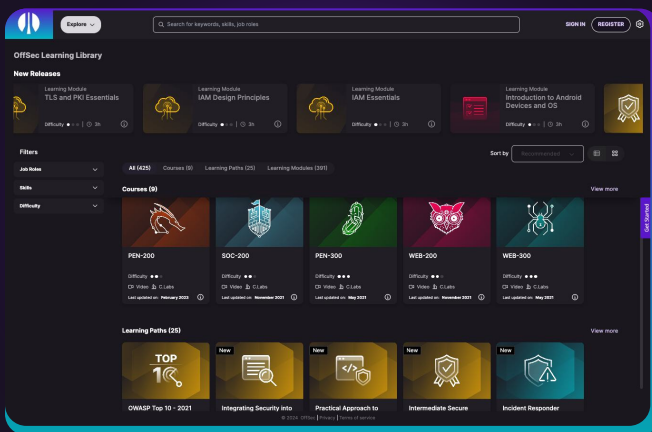 Explore
Search for keywords, skills, job roles
SIGN IN
REGISTER
OffSec Learning Library
New Releases
Learning Module
TLS and PKI Essentials
Difficulty
3h
Learning Module
IAM Design Principles
Difficulty
3h
Learning Module
IAM Essentials
Difficulty
3h
Learning Module
Introduction to Android
Devices and OS
Difficulty
3h
Filters
Sort by
Recommended
Job Roles
Skills
Difficulty
All (425)
Courses (9)
Learning Paths (25)
Learning Modules (391)
Courses (9)
View more
PEN-200
Difficulty
Video C.Labs
Last updated on: February 2023
SOC-200
Difficulty
Video C.Labs
Last updated on: November 2021
PEN-300
Difficulty
Video C.Labs
Last updated on: May 2021
WEB-200
Difficulty
Video C.Labs
Last updated on: November 2021
WEB-300
Difficulty
Video C.Labs
Last updated on: May 2021
Get Started
Learning Paths (25)
View more
TOP
10
OWASP Top 10 - 2021
New
Integrating Security into
New
Practical Approach to
New
Intermediate Secure
New
Incident Responder
© 2024 OffSec | Privacy | Terms of service